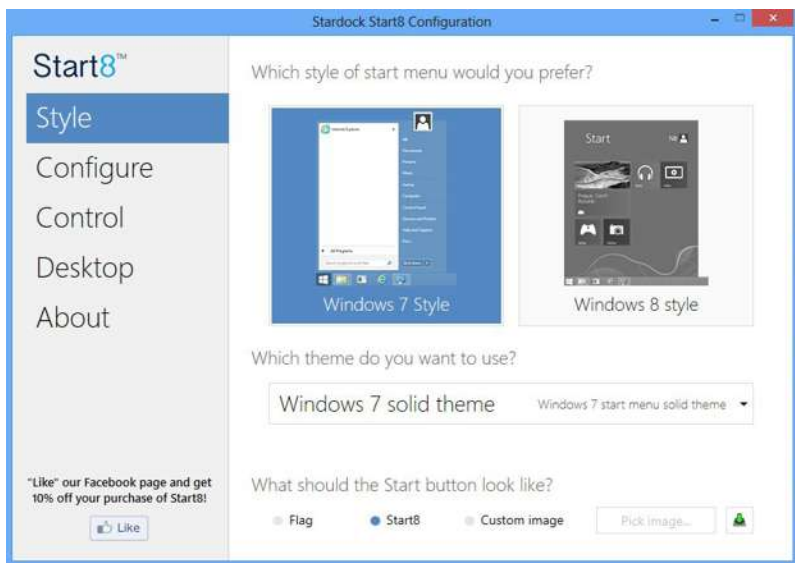 Stardock Start8 Configuration
Start8™
Style
Configure
Control
Desktop
About
"Like" our Facebook page and get
10% off your purchase of Start8!
Like
Which style of start menu would you prefer?
All Programs
Windows 7 Style
Start
Windows 8 style
Which theme do you want to use?
Windows 7 solid theme
Windows 7 start menu solid theme
What should the Start button look like?
Flag
Start8
Custom image
Pick image...